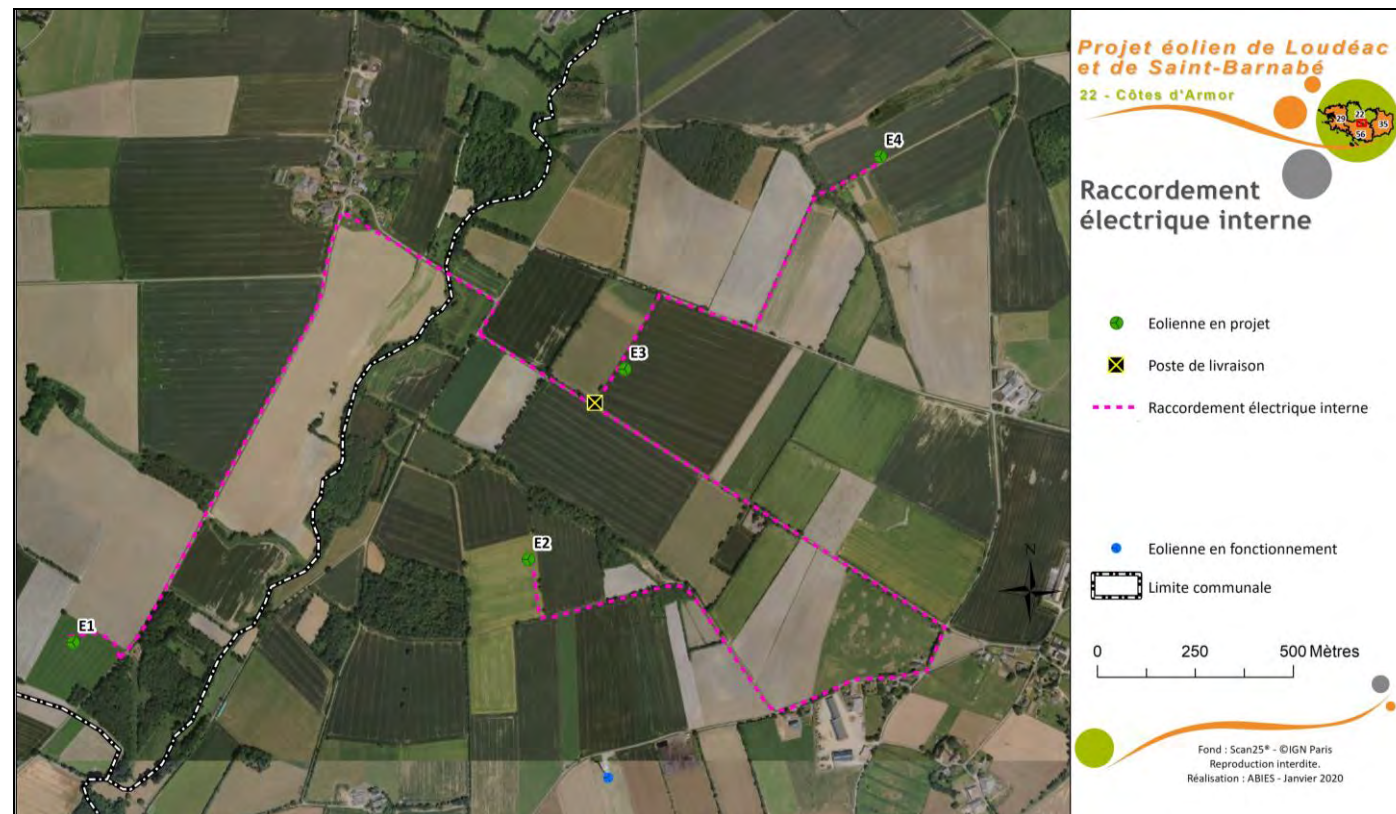 Projet éolien de Loudéac
et de Saint-Barnabé
22 - Côtes d'Armor
29
22
35
56
Raccordement
électrique interne
Eolienne en projet
Poste de livraison
Raccordement électrique interne
Eolienne en fonctionnement
Limite communale
N
0 250 500 Mètres
Fond : Scan25® - ©IGN Paris
Reproduction interdite.
Réalisation : ABIES - Janvier 2020
E4
E3
E2
E1